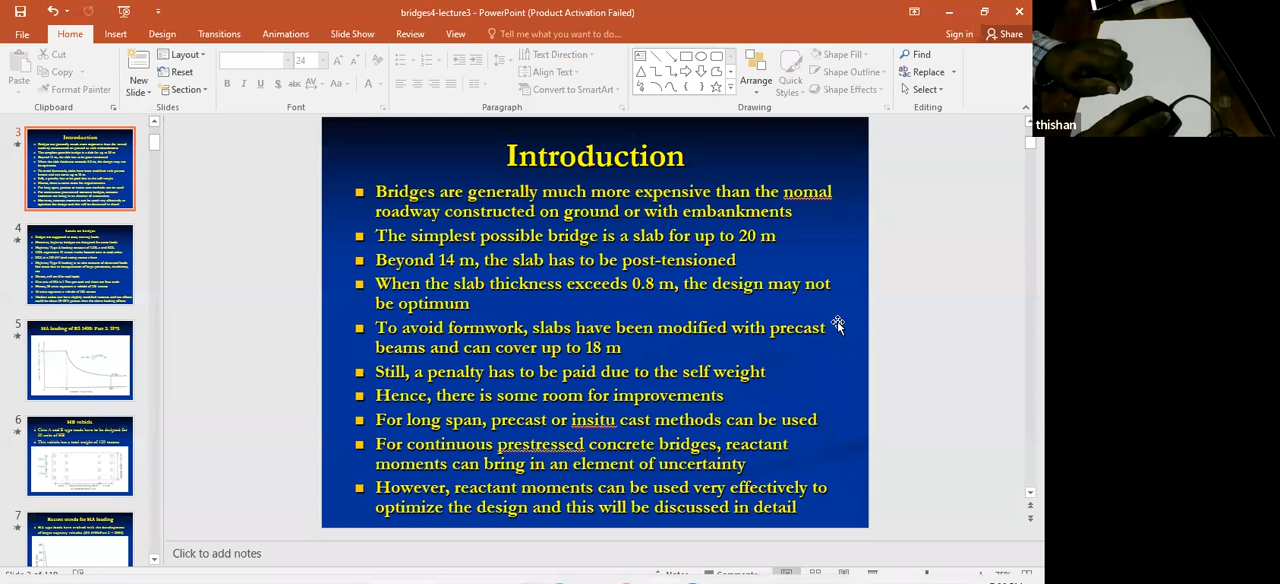 bridges4-lecture3 - PowerPoint (Product Activation Failed)
File Home Insert Design Transitions Animations Slide Show Review View Tell me what you want to do... Sign in Share
Cut
Copy
Format Painter
Paste
Clipboard
New Slide
Layout
Reset
Section
Slides
24
Font
Text Direction
Align Text
Convert to SmartArt
Paragraph
Arrange
Quick Styles
Shape Fill
Shape Outline
Shape Effects
Drawing
Find
Replace
Select
Editing
thishan
3
Introduction
4
Loads on bridges
5
HA loading of BS 5400: Part 2: 1978
6
HB vehicle
7
Recent trends for HA loading
Introduction
Bridges are generally much more expensive than the nomal
roadway constructed on ground or with embankments
The simplest possible bridge is a slab for up to 20 m
Beyond 14 m, the slab has to be post-tensioned
When the slab thickness exceeds 0.8 m, the design may not
be optimum
To avoid formwork, slabs have been modified with precast
beams and can cover up to 18 m
Still, a penalty has to be paid due to the self weight
Hence, there is some room for improvements
For long span, precast or insitu cast methods can be used
For continuous prestressed concrete bridges, reactant
moments can bring in an element of uncertainty
However, reactant moments can be used very effectively to
optimize the design and this will be discussed in detail
Click to add notes